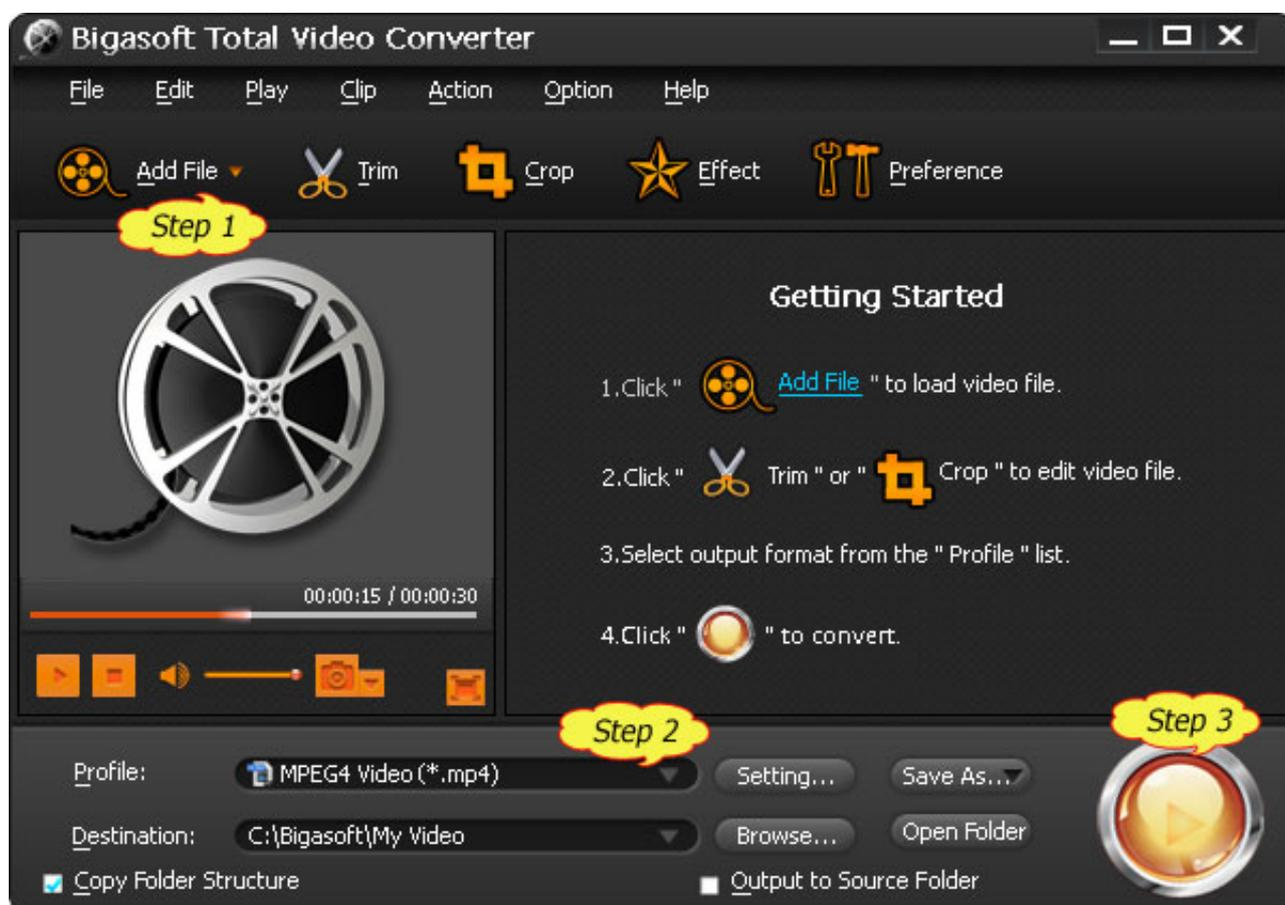 Bigasoft Total Video Converter
File Edit Play Clip Action Option Help
Add File Trim Crop Effect Preference
Step 1
Getting Started
1.Click " Add File " to load video file.
2.Click " Trim " or " Crop " to edit video file.
3.Select output format from the " Profile " list.
4.Click " " to convert.
00:00:15 / 00:00:30
Step 2
Step 3
Profile: MPEG4 Video (*.mp4) Setting... Save As...
Destination: C:\Bigasoft\My Video Browse... Open Folder
Copy Folder Structure Output to Source Folder